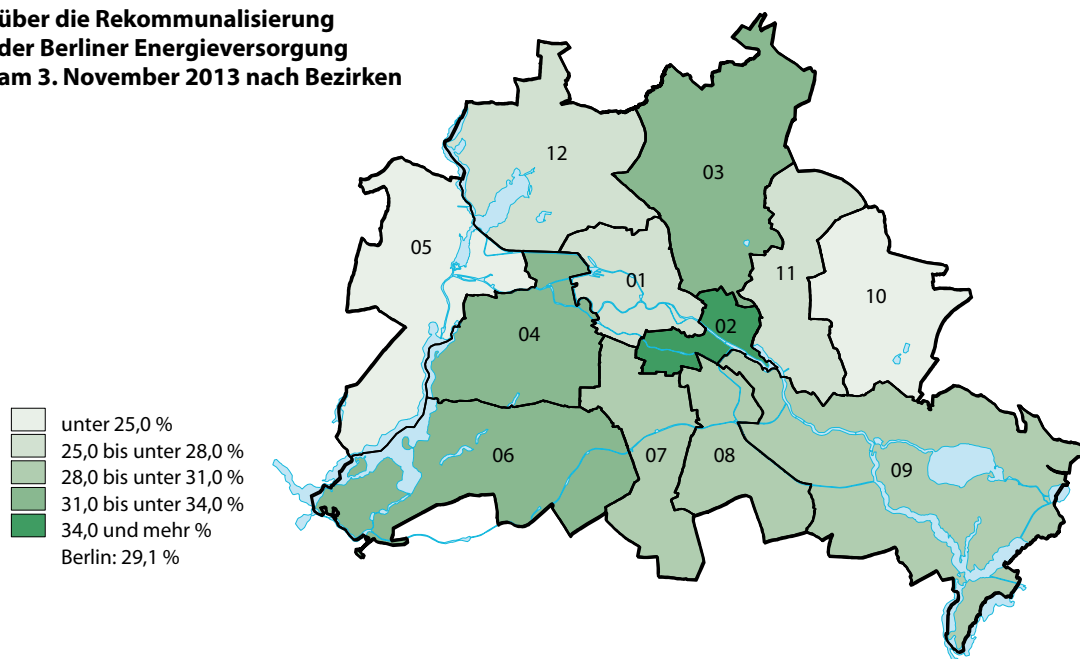 über die Rekommunalisierung
der Berliner Energieversorgung
am 3. November 2013 nach Bezirken
12
03
05
01
11
10
02
04
06
07
08
09
unter 25,0 %
25,0 bis unter 28,0 %
28,0 bis unter 31,0 %
31,0 bis unter 34,0 %
34,0 und mehr %
Berlin: 29,1 %